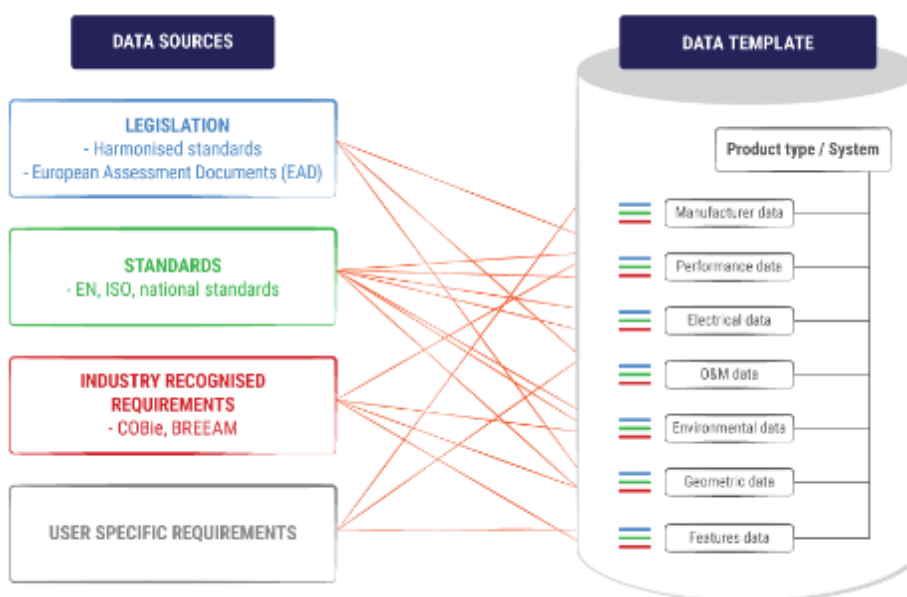 DATA SOURCES
LEGISLATION
- Harmonised standards
- European Assessment Documents (EAD)
STANDARDS
- EN, ISO, national standards
INDUSTRY RECOGNISED
REQUIREMENTS
- COBie, BREEAM
USER SPECIFIC REQUIREMENTS
DATA TEMPLATE
Product type / System
Manufacturer data
Performance data
Electrical data
O&M data
Environmental data
Geometric data
Features data